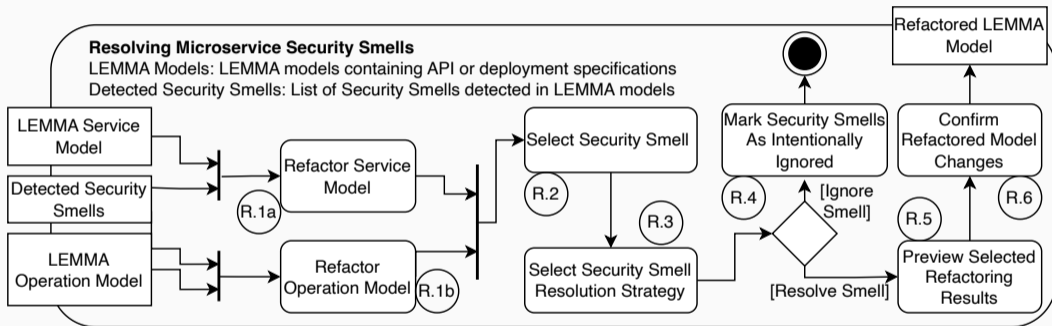 Resolving Microservice Security Smells
LEMMA Models: LEMMA models containing API or deployment specifications
Detected Security Smells: List of Security Smells detected in LEMMA models
Refactored LEMMA
Model
LEMMA Service
Model
Detected Security
Smells
LEMMA
Operation Model
R.1a
Refactor Service
Model
Refactor
Operation Model
R.1b
Select Security Smell
R.2
R.3
Select Security Smell
Resolution Strategy
Mark Security Smells
As Intentionally
Ignored
R.4
[Ignore
Smell]
[Resolve Smell]
Confirm
Refactored Model
Changes
R.6
R.5
Preview Selected
Refactoring
Results